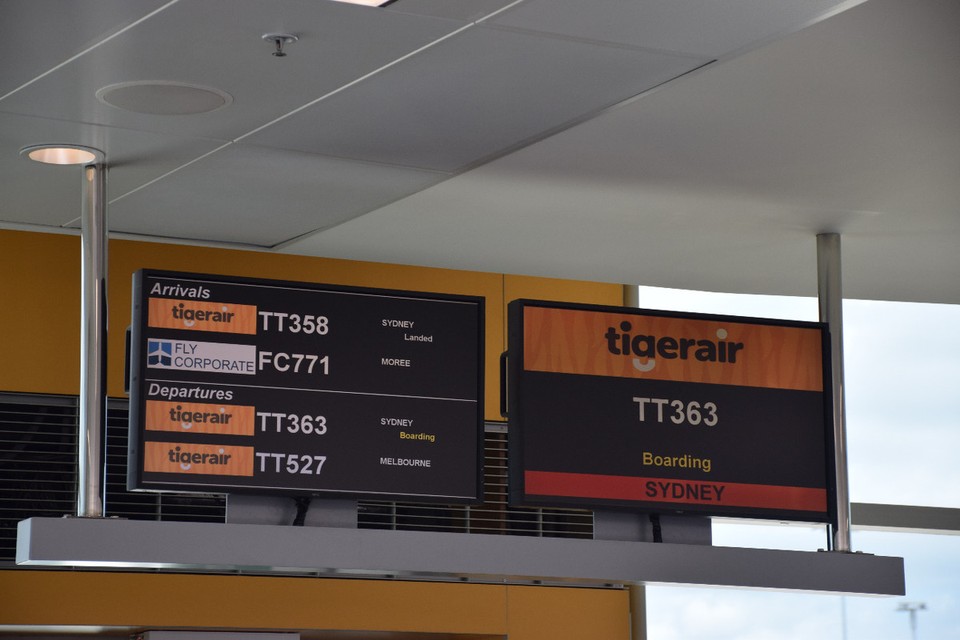 Arrivals
tigerair TT358 SYDNEY
Landed
FLY CORPORATE FC771 MOREE
Departures
tigerair TT363 SYDNEY
Boarding
tigerair TT527 MELBOURNE
tigerair
TT363
Boarding
SYDNEY